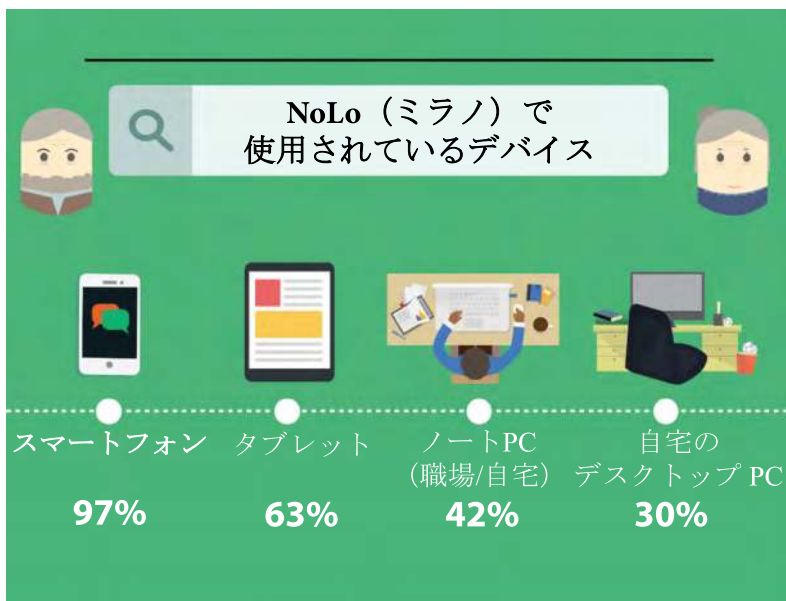 NoLo（ミラノ）で
使用されているデバイス
スマートフォン
97%
タブレット
63%
ノートPC
（職場/自宅）
42%
自宅の
デスクトップ PC
30%